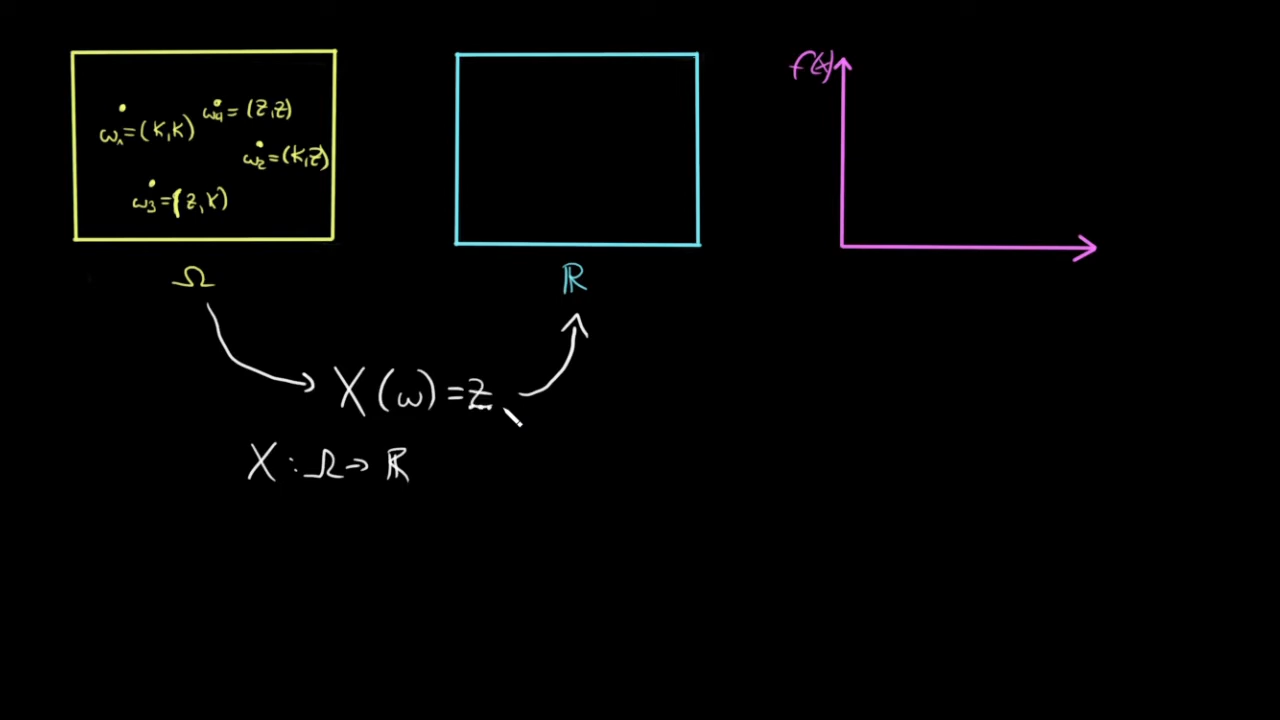 ω₁=(K,K)
ω₄=(Z,Z)
ω₂=(K,Z)
ω₃=(Z,K)
Ω
ℝ
f(x)
X(ω)=Z
X:Ω→ℝ